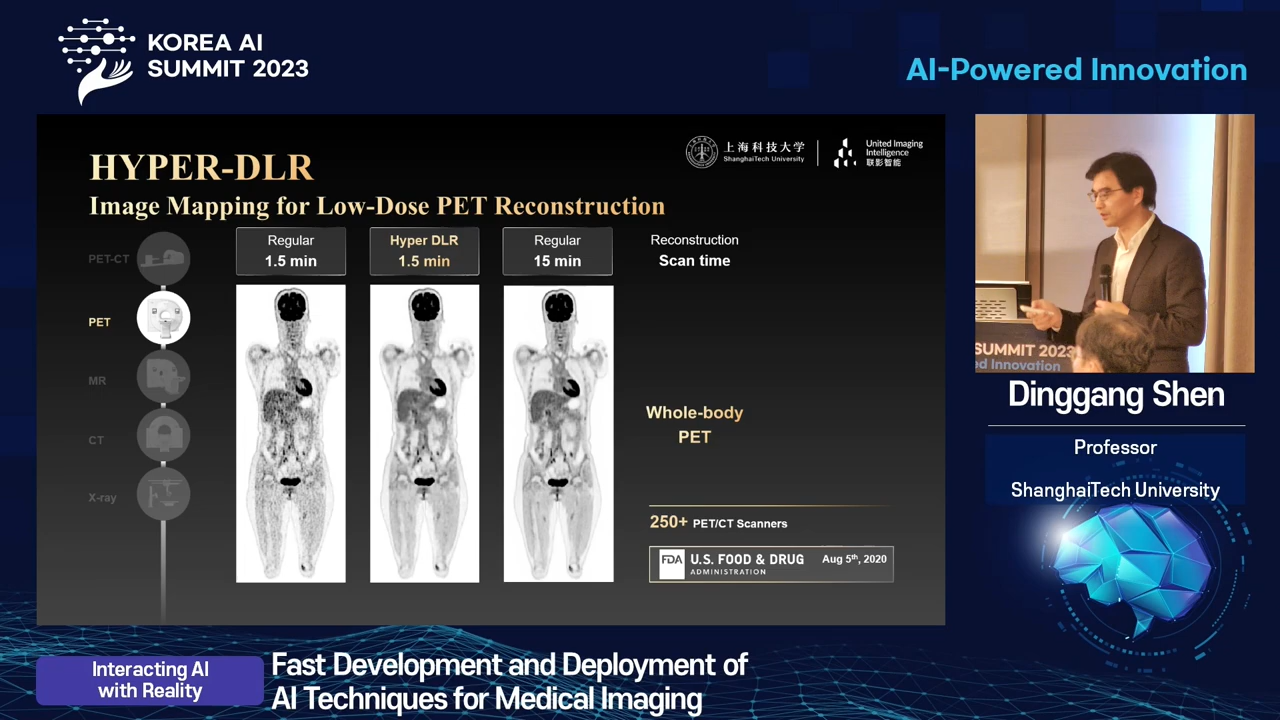 KOREA AI
SUMMIT 2023
AI-Powered Innovation
HYPER-DLR
Image Mapping for Low-Dose PET Reconstruction
上海科技大学
ShanghaiTech University
United Imaging
Intelligence
联影智能
PET-CT
PET
MR
CT
X-ray
Regular
1.5 min
Hyper DLR
1.5 min
Regular
15 min
Reconstruction
Scan time
Whole-body
PET
250+ PET/CT Scanners
FDA
U.S. FOOD & DRUG
ADMINISTRATION
Aug 5th, 2020
SUMMIT 2023
ed Innovation
Dinggang Shen
Professor
ShanghaiTech University
Interacting AI
with Reality
Fast Development and Deployment of
AI Techniques for Medical Imaging